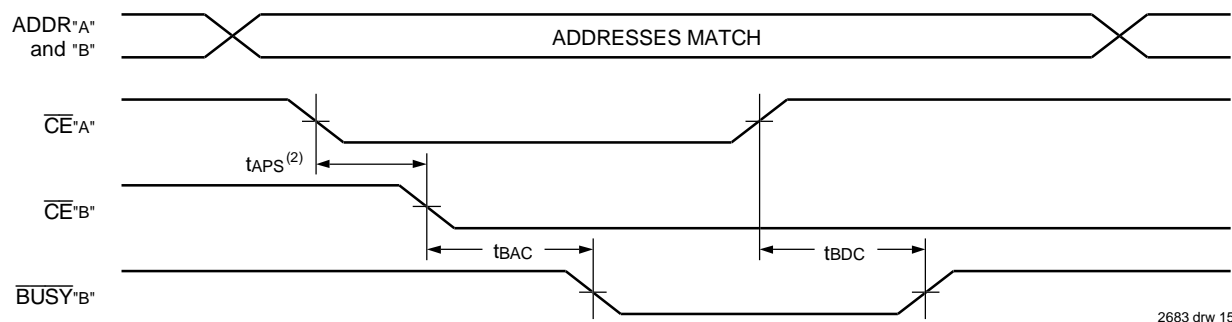 ADDR"A"
and "B"
ADDRESSES MATCH
CE"A"
tAPS(2)
CE"B"
tBAC
tBDC
BUSY"B"
2683 drw 15